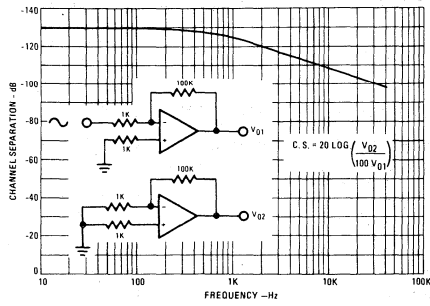 CHANNEL SEPARATION -dB
-140
-120
-100
-80
-60
-40
-20
0
10
100
1K
10K
100K
FREQUENCY -Hz
100K
1K
1K
-
+
V01
100K
1K
1K
-
+
V02
C. S. = 20 LOG ( V02 / 100 V01 )